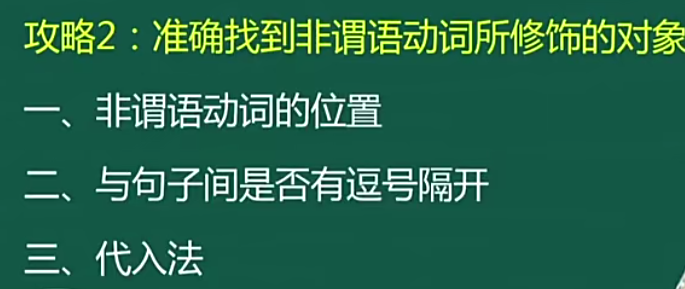 攻略2：准确找到非谓语动词所修饰的对象
一、非谓语动词的位置
二、与句子间是否有逗号隔开
三、代入法